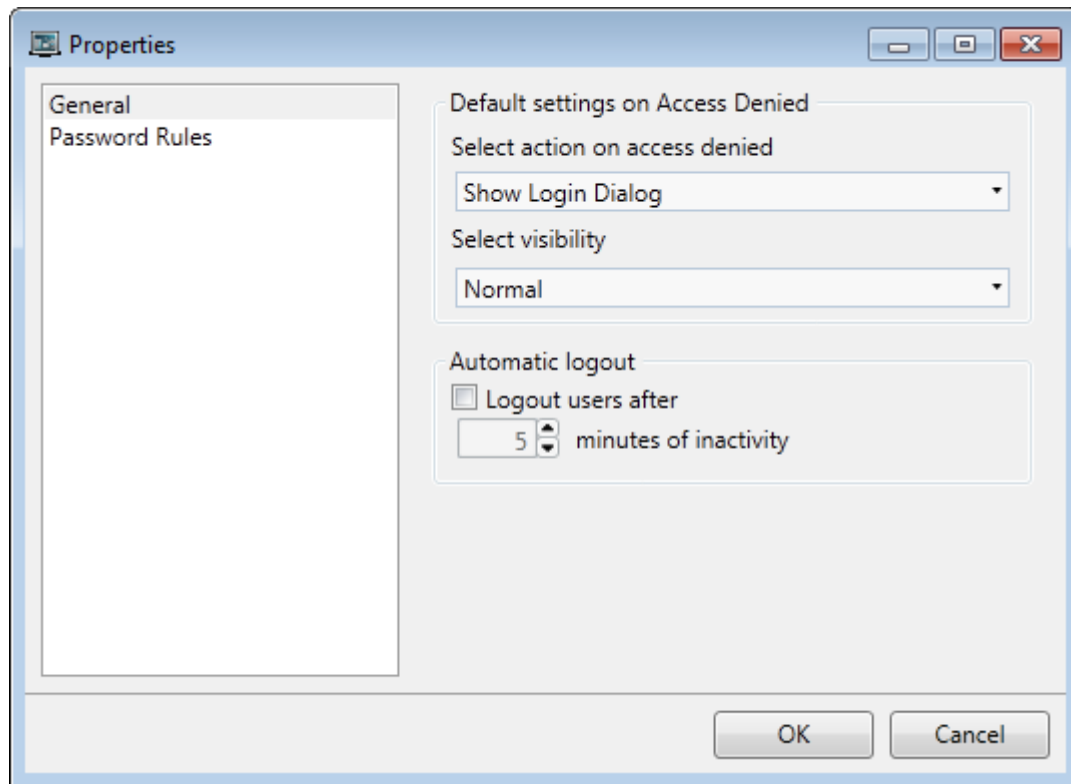 Properties
General
Password Rules
Default settings on Access Denied
Select action on access denied
Show Login Dialog
Select visibility
Normal
Automatic logout
Logout users after
5 minutes of inactivity
OK
Cancel